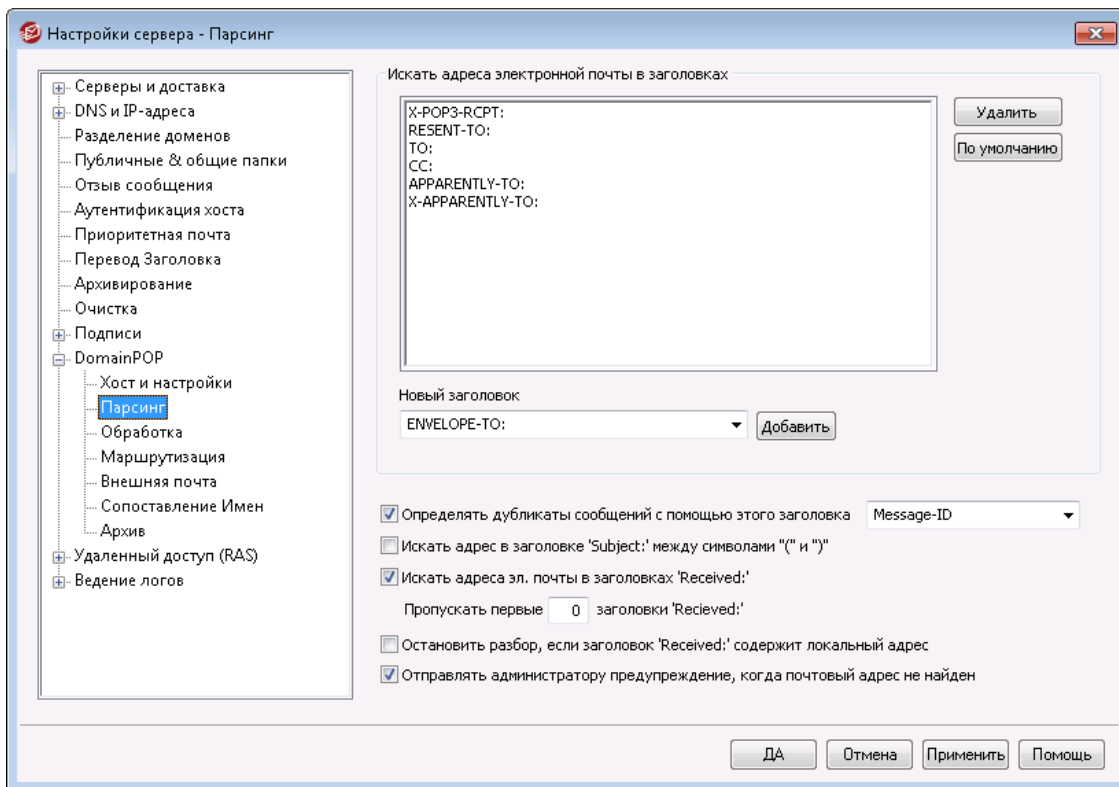 Настройки сервера - Парсинг
Серверы и доставка
DNS и IP-адреса
Разделение доменов
Публичные & общие папки
Отзыв сообщения
Аутентификация хоста
Приоритетная почта
Перевод Заголовка
Архивирование
Очистка
Подписи
DomainPOP
Хост и настройки
Парсинг
Обработка
Маршрутизация
Внешняя почта
Сопоставление Имен
Архив
Удаленный доступ (RAS)
Ведение логов
Искать адреса электронной почты в заголовках
X-POP3-RCPT:
RESENT-TO:
TO:
CC:
APPARENTLY-TO:
X-APPARENTLY-TO:
Удалить
По умолчанию
Новый заголовок
ENVELOPE-TO: Добавить
Определять дубликаты сообщений с помощью этого заголовка Message-ID
Искать адрес в заголовке 'Subject:' между символами "(" и ")"
Искать адреса эл. почты в заголовках 'Received:'
Пропускать первые 0 заголовки 'Recieved:'
Остановить разбор, если заголовок 'Received:' содержит локальный адрес
Отправлять администратору предупреждение, когда почтовый адрес не найден
ДА Отмена Применить Помощь